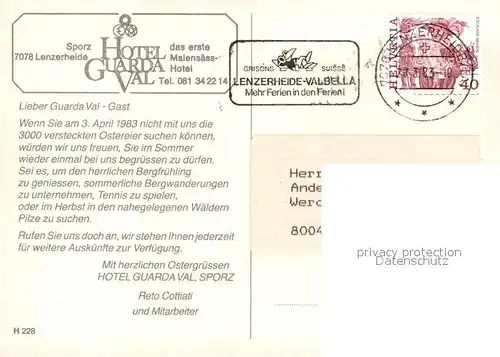 Sporz
7078 Lenzerheide
HOTEL
GUARDA
VAL
das erste
Maiensäss-
Hotel
Tel. 081 34 22 14
GRISONS SUISSE
LENZERHEIDE-VALBELLA
Mehr Ferien in den Ferien!
HELVETIA
40
Lieber Guarda Val - Gast
Wenn Sie am 3. April 1983 nicht mit uns die
3000 versteckten Ostereier suchen können,
würden wir uns freuen, Sie im Sommer
wieder einmal bei uns begrüssen zu dürfen.
Sei es, um den herrlichen Bergfrühling
zu geniessen, sommerliche Bergwanderungen
zu unternehmen, Tennis zu spielen,
oder im Herbst in den nahegelegenen Wäldern
Pilze zu suchen.
Rufen Sie uns doch an, wir stehen Ihnen jederzeit
für weitere Auskünfte zur Verfügung.
Mit herzlichen Ostergrüssen
HOTEL GUARDA VAL, SPORZ
Reto Cottiati
und Mitarbeiter
H 228
Herr
Ande
Werd
8004
privacy protection
Datenschutz